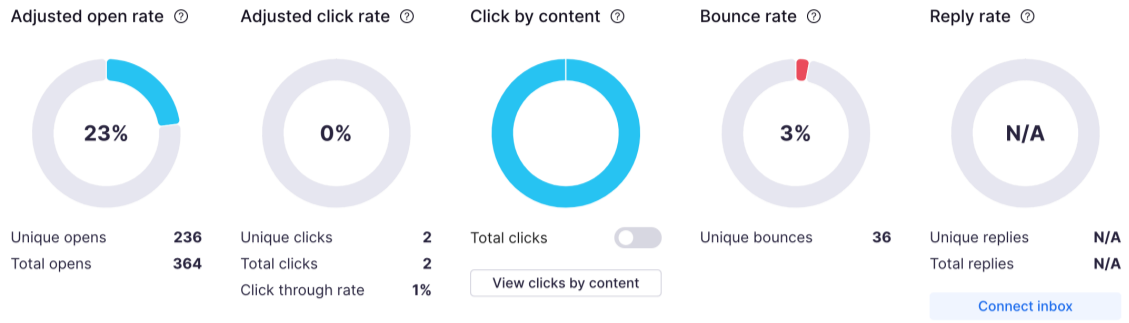 Adjusted open rate
23%
Unique opens 236
Total opens 364
Adjusted click rate
0%
Unique clicks 2
Total clicks 2
Click through rate 1%
Click by content
Total clicks
View clicks by content
Bounce rate
3%
Unique bounces 36
Reply rate
N/A
Unique replies N/A
Total replies N/A
Connect inbox